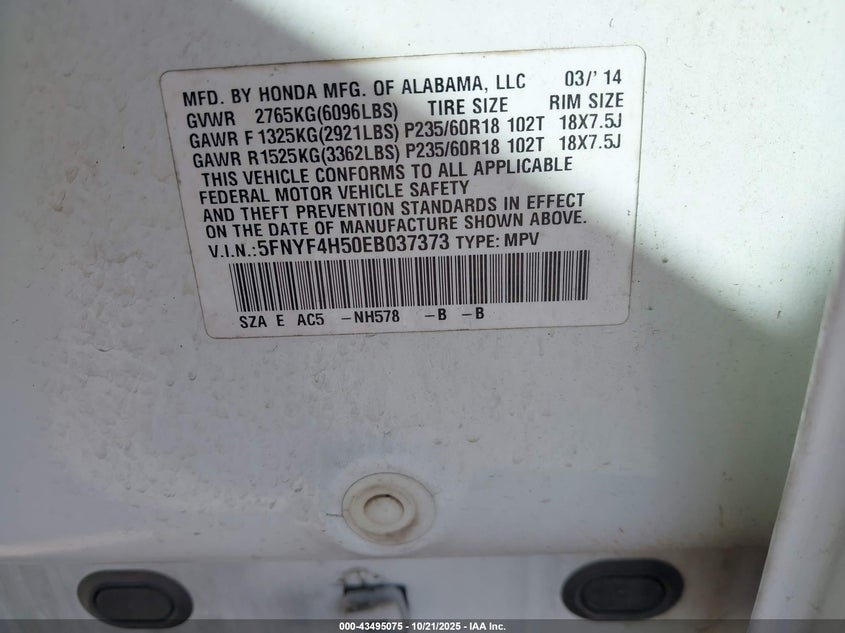 MFD. BY HONDA MFG. OF ALABAMA, LLC 03/' 14
GVWR 2765KG(6096LBS) TIRE SIZE RIM SIZE
GAWR F 1325KG(2921LBS) P235/60R18 102T 18X7.5J
GAWR R1525KG(3362LBS) P235/60R18 102T 18X7.5J
THIS VEHICLE CONFORMS TO ALL APPLICABLE
FEDERAL MOTOR VEHICLE SAFETY
AND THEFT PREVENTION STANDARDS IN EFFECT
ON THE DATE OF MANUFACTURE SHOWN ABOVE.
V.I.N.:5FNYF4H50EB037373 TYPE: MPV
SZA E AC5 -NH578 -B -B
000-43495075 - 10/21/2025 - IAA Inc.